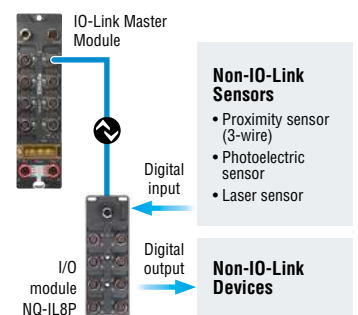 IO-Link Master
Module
Non-IO-Link
Sensors
• Proximity sensor
(3-wire)
• Photoelectric
sensor
• Laser sensor
Digital
input
Digital
output
I/O
module
NQ-IL8P
Non-IO-Link
Devices